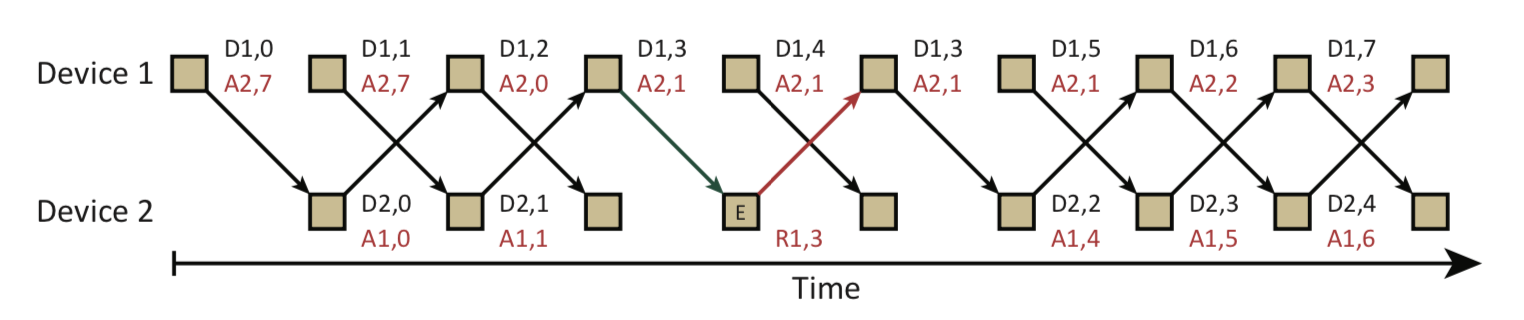 D1,0 D1,1 D1,2 D1,3 D1,4 D1,3 D1,5 D1,6 D1,7
Device 1
A2,7 A2,7 A2,0 A2,1 A2,1 A2,1 A2,1 A2,2 A2,3
Device 2
D2,0 D2,1 E D2,2 D2,3 D2,4
A1,0 A1,1 R1,3 A1,4 A1,5 A1,6
Time